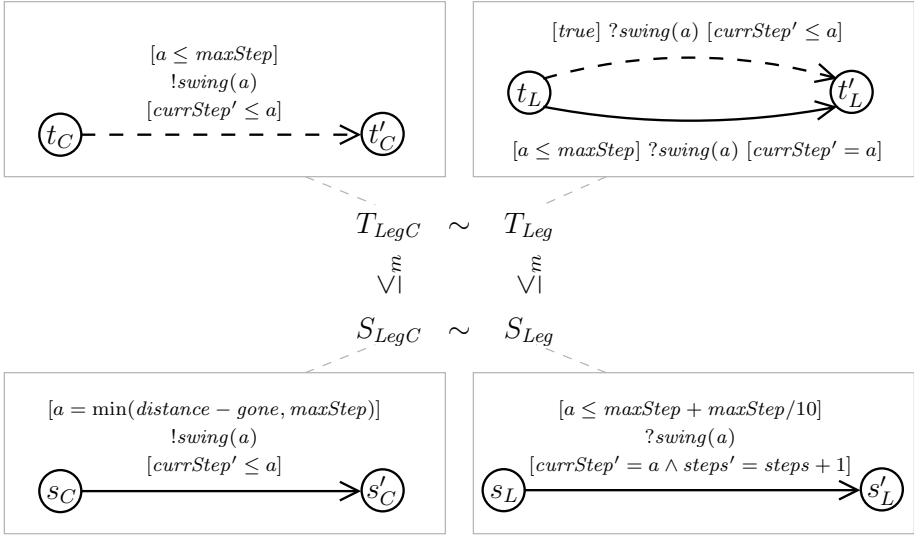 [a ≤ maxStep]
!swing(a)
[currStep′ ≤ a]
t_C t′_C
[true] ?swing(a) [currStep′ ≤ a]
t_L t′_L
[a ≤ maxStep] ?swing(a) [currStep′ = a]
T_LegC ∼ T_Leg
≤m ≤m
S_LegC ∼ S_Leg
[a = min(distance − gone, maxStep)]
!swing(a)
[currStep′ ≤ a]
s_C s′_C
[a ≤ maxStep + maxStep/10]
?swing(a)
[currStep′ = a ∧ steps′ = steps + 1]
s_L s′_L